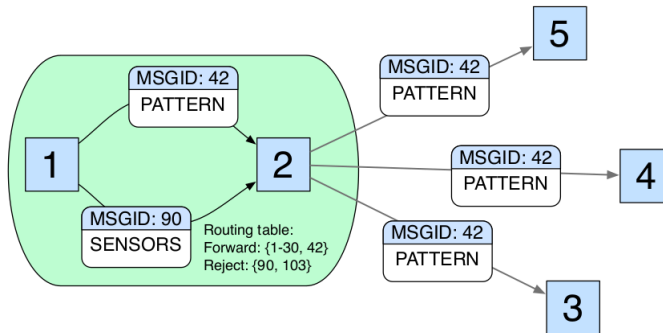 5
MSGID: 42
PATTERN
MSGID: 42
PATTERN
1
2
MSGID: 42
PATTERN
4
MSGID: 90
SENSORS
Routing table:
Forward: {1-30, 42}
Reject: {90, 103}
MSGID: 42
PATTERN
3